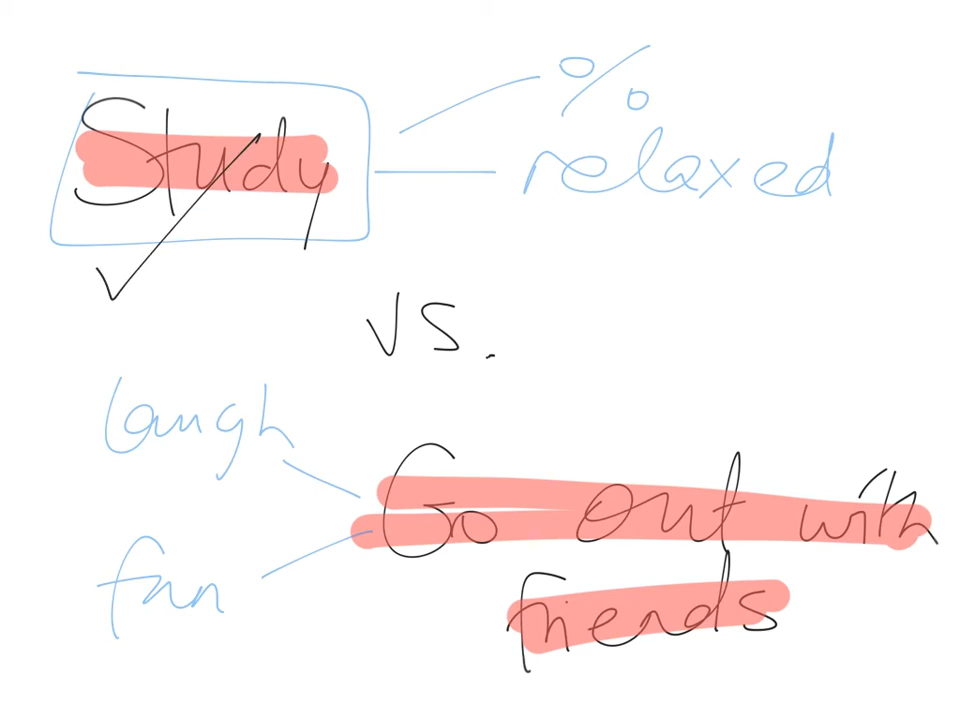 Study
%
relaxed
vs.
laugh
fun
Go out with
friends